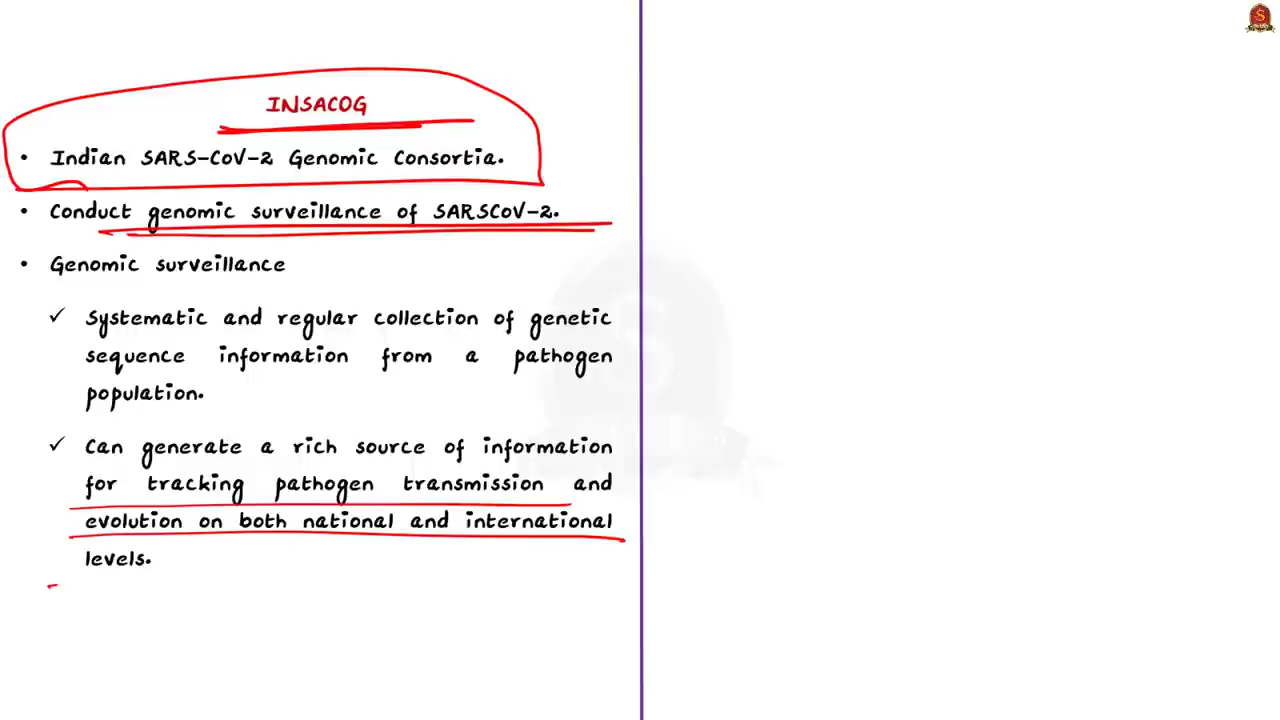 INSACOG
• Indian SARS-CoV-2 Genomic Consortia.
• Conduct genomic surveillance of SARSCoV-2.
• Genomic surveillance
✓ Systematic and regular collection of genetic
sequence information from a pathogen
population.
✓ Can generate a rich source of information
for tracking pathogen transmission and
evolution on both national and international
levels.